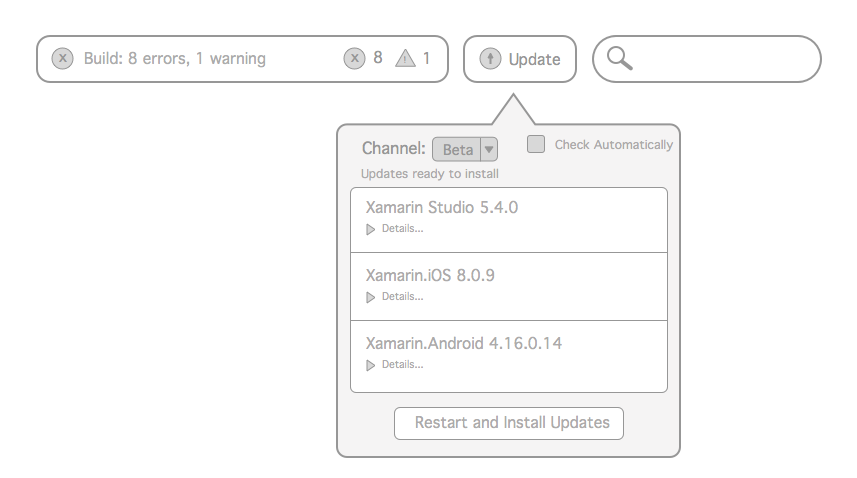 x Build: 8 errors, 1 warning x 8 ! 1
Update
Channel: Beta
Check Automatically
Updates ready to install
Xamarin Studio 5.4.0
Details...
Xamarin.iOS 8.0.9
Details...
Xamarin.Android 4.16.0.14
Details...
Restart and Install Updates